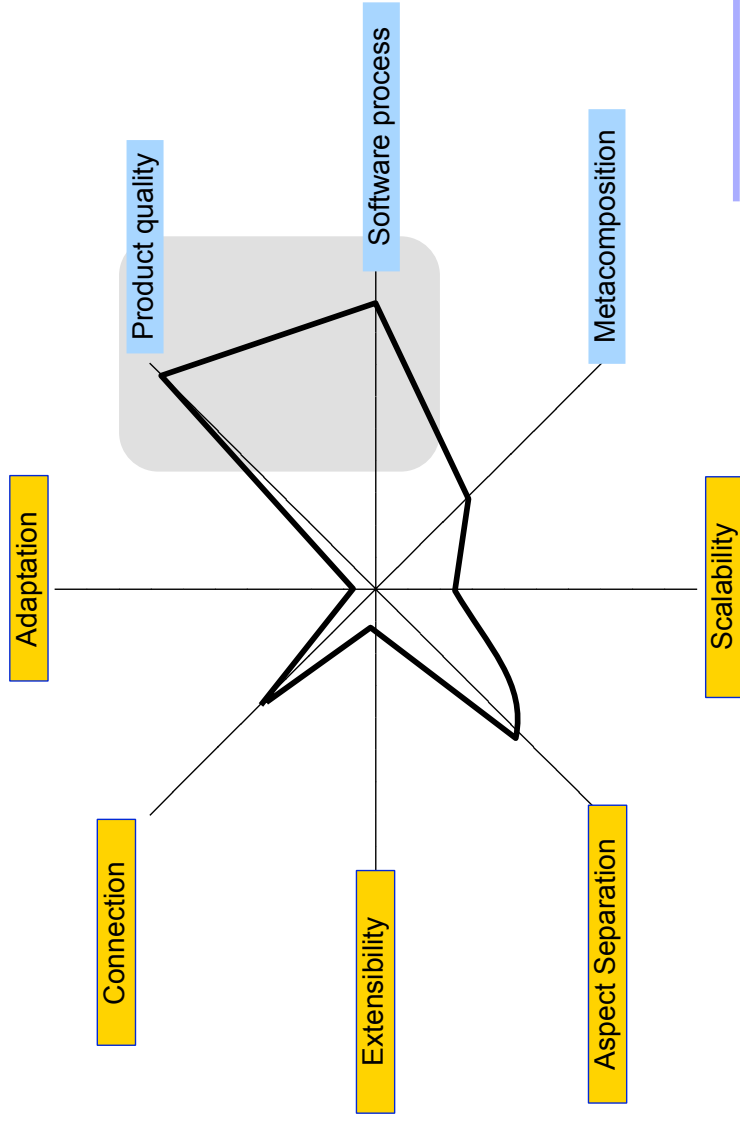 Adaptation
Connection
Product quality
Extensibility
Software process
Aspect Separation
Metacomposition
Scalability